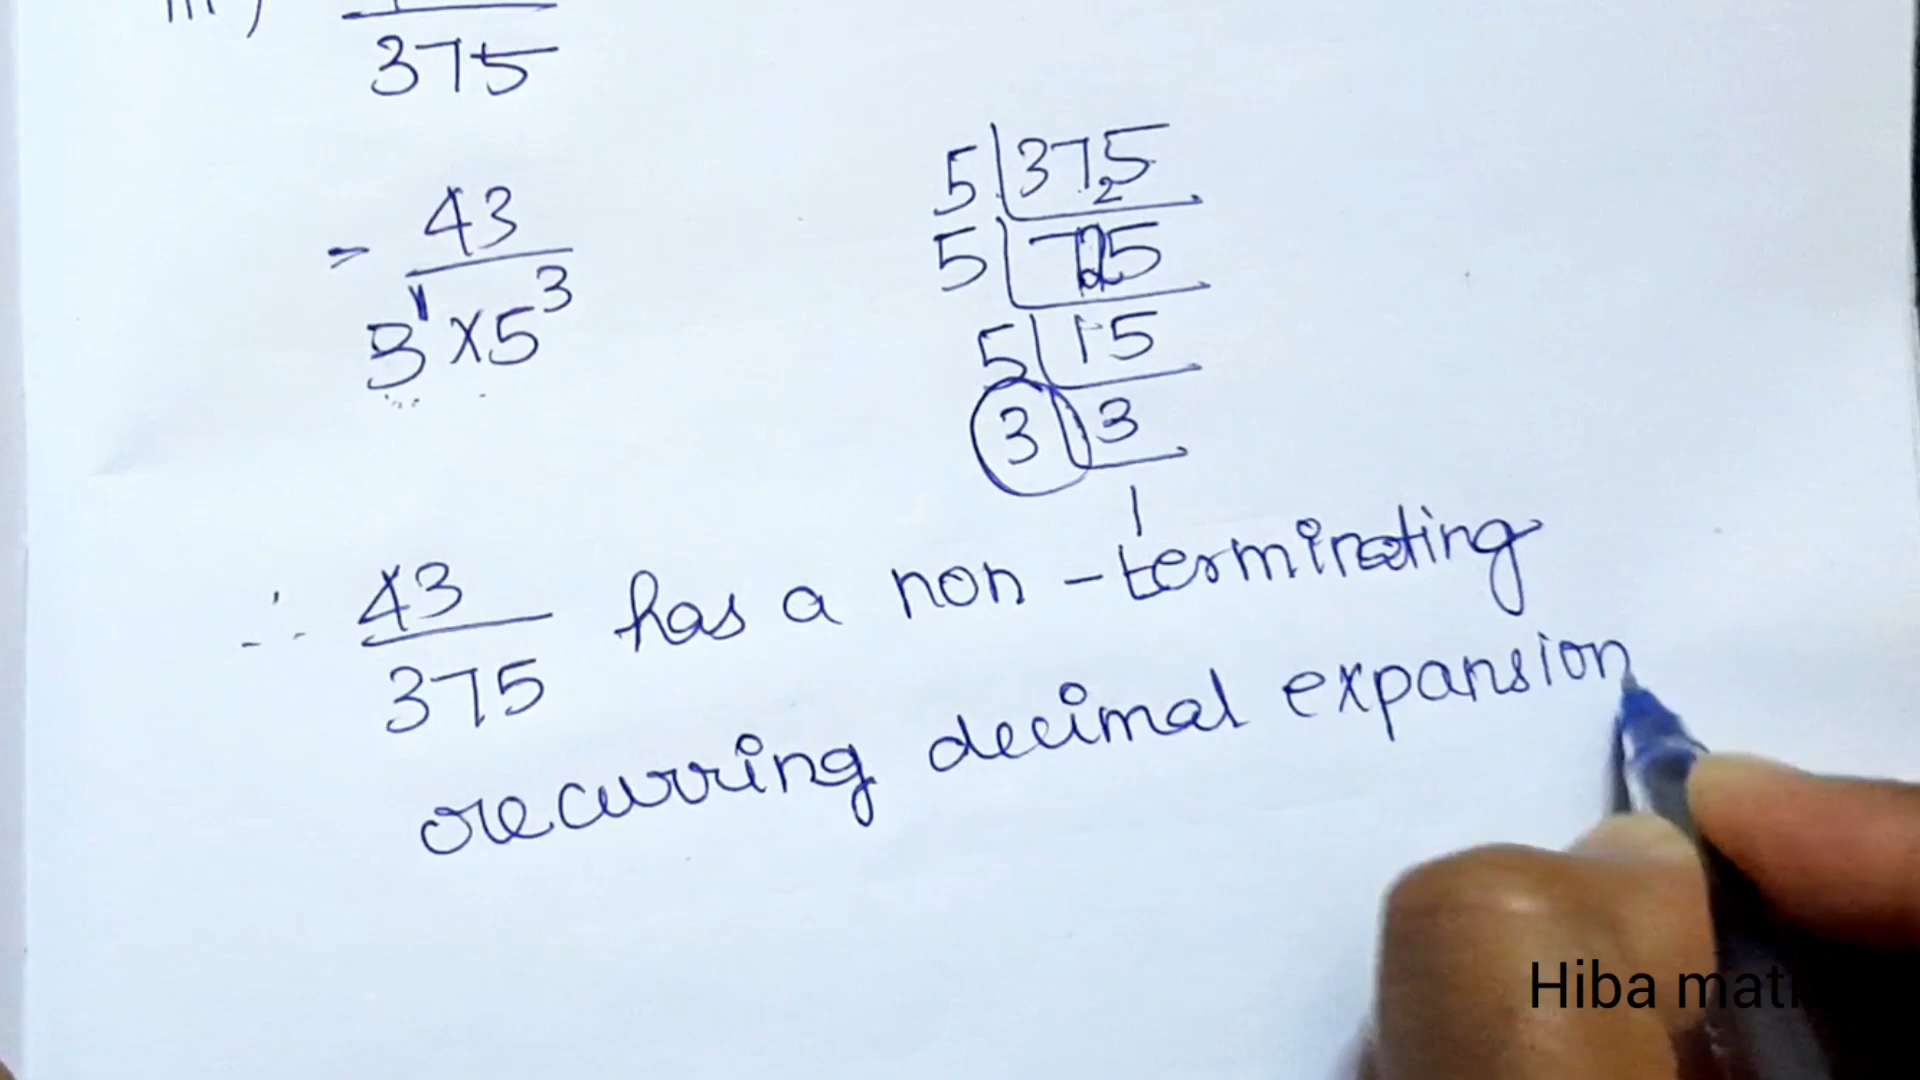 iii)
375
= 43
3¹ × 5³
5 | 375
5 | 75
5 | 15
3 | 3
1
∴ 43 has a non-terminating
375
recurring decimal expansion
Hiba